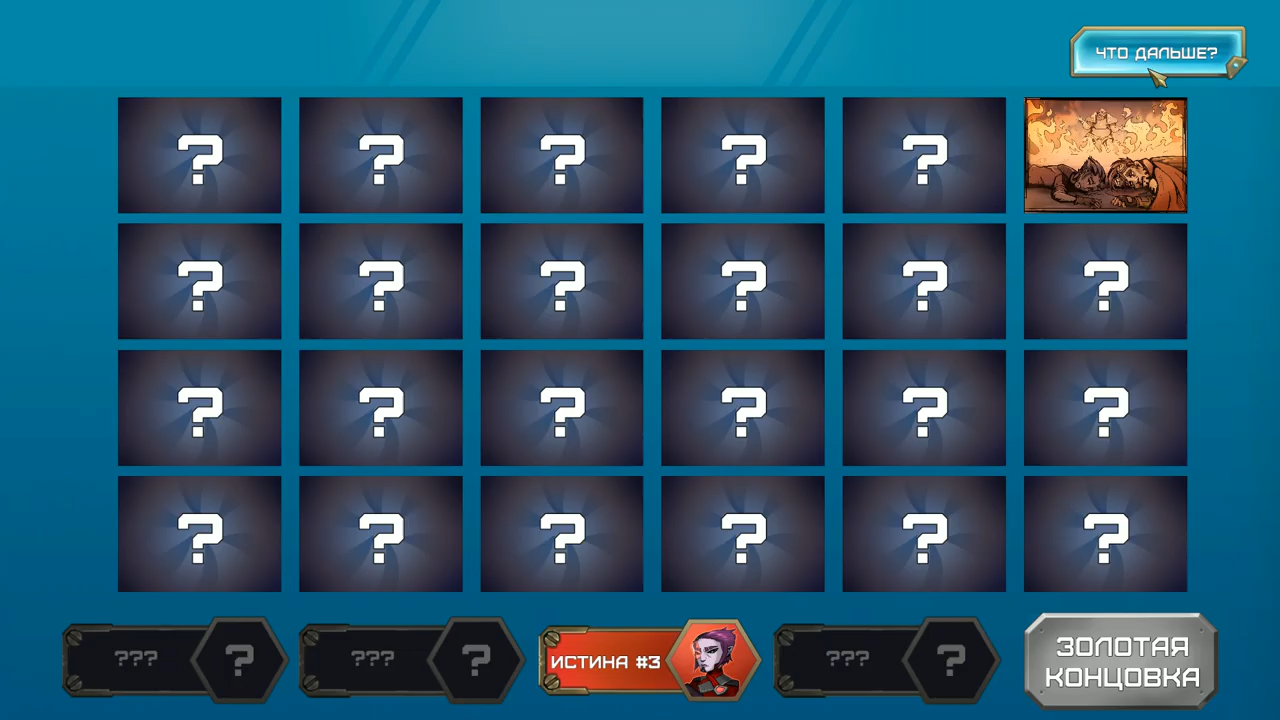 ЧТО ДАЛЬШЕ?
? ? ? ? ?
? ? ? ? ? ?
? ? ? ? ? ?
? ? ? ? ? ?
??? ? ??? ? ИСТИНА #3 ??? ?
ЗОЛОТАЯ
КОНЦОВКА